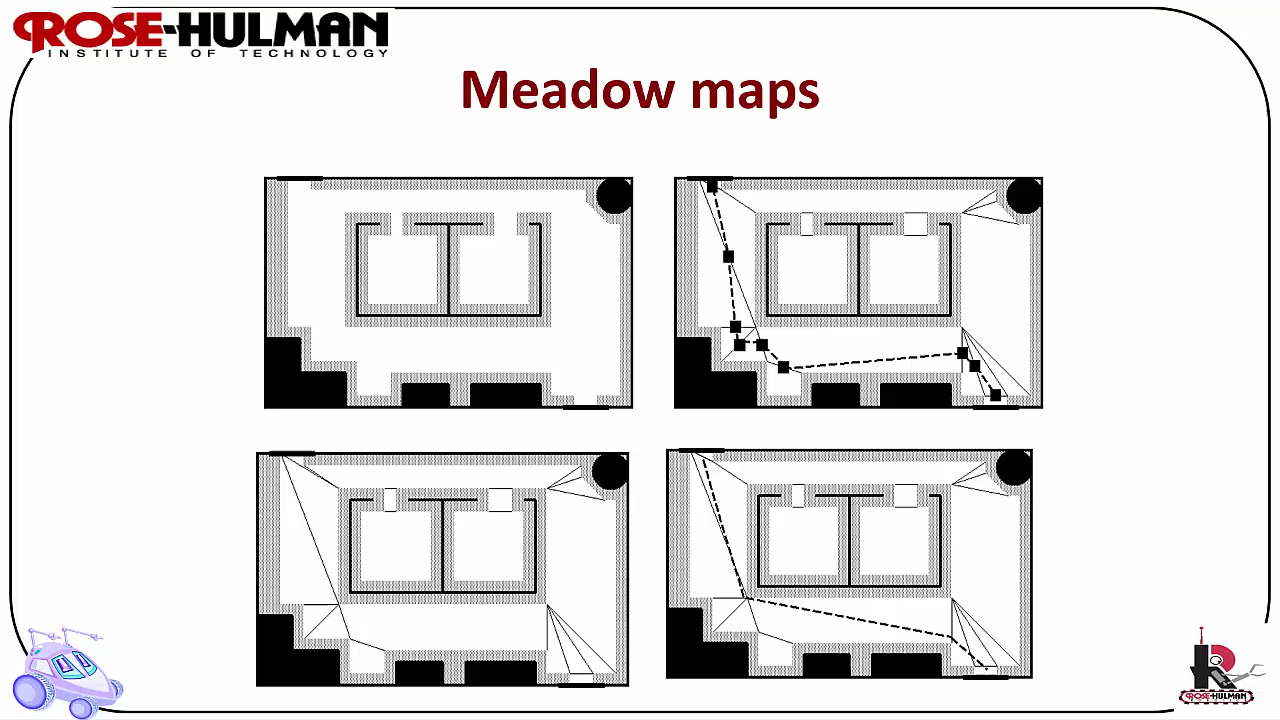 ROSE-HULMAN
INSTITUTE OF TECHNOLOGY
Meadow maps
ROSE-HULMAN